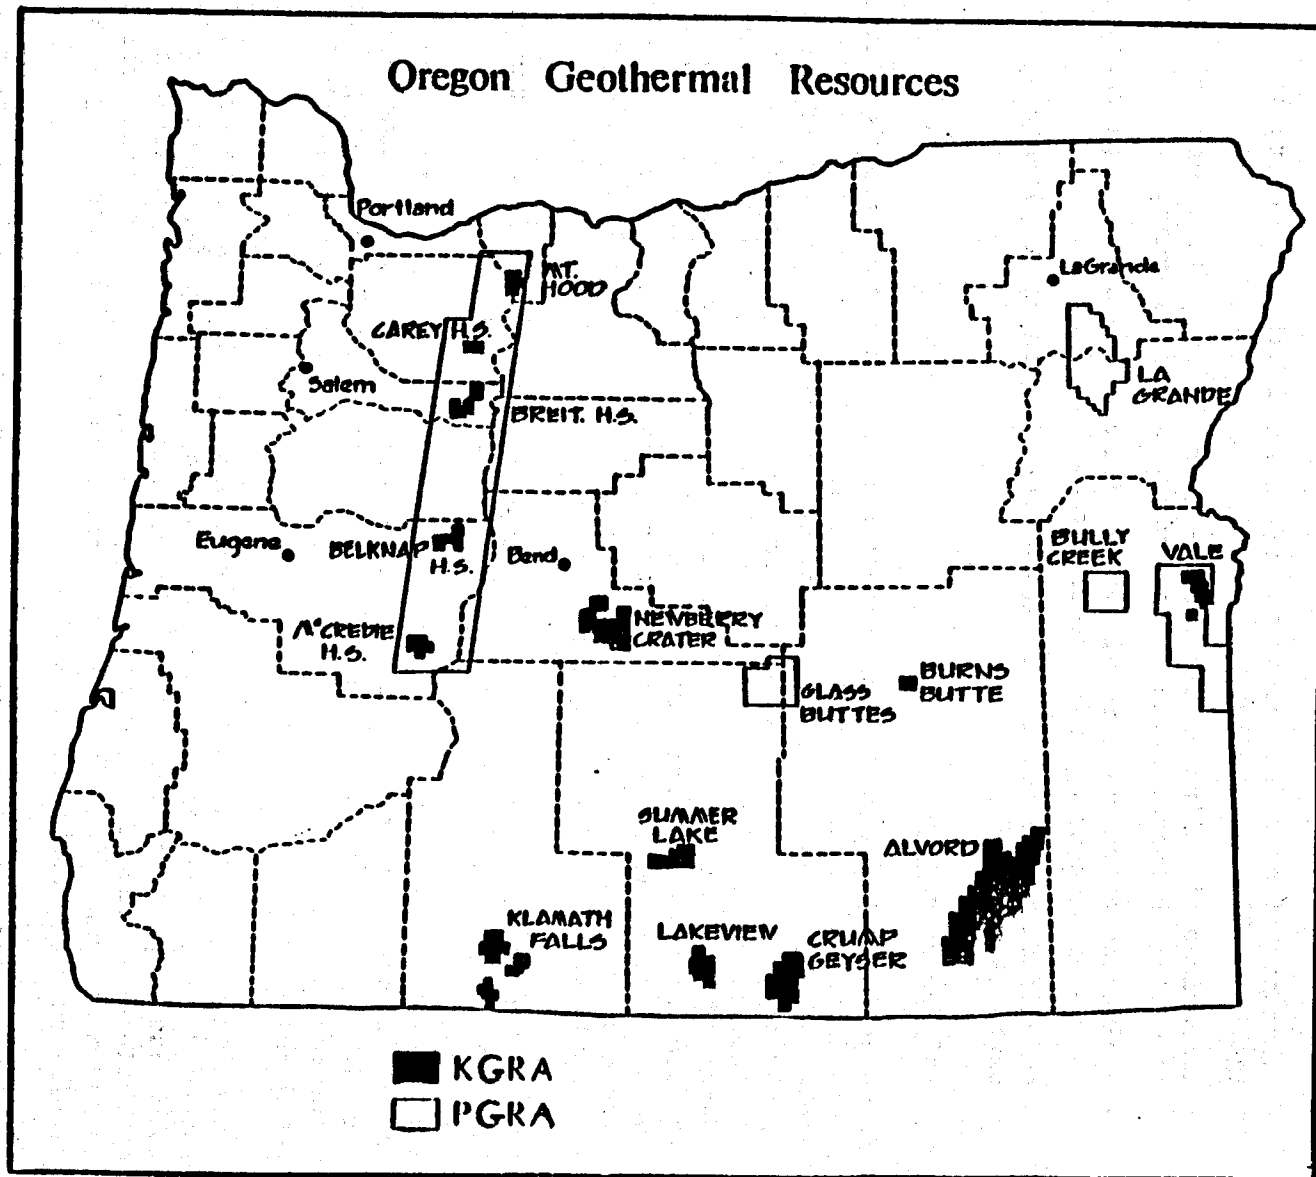 Oregon Geothermal Resources
Portland
MT.
HOOD
LaGrande
CAREY H.S.
Salem
LA
GRANDE
BREIT. H.S.
Eugene
BELKNAP
H.S.
Bend
BULLY
CREEK
VALE
McCREDIE
H.S.
NEWBERRY
CRATER
GLASS
BUTTES
BURNS
BUTTE
SUMMER
LAKE
ALVORD
KLAMATH
FALLS
LAKEVIEW
CRUMP
GEYSER
KGRA
PGRA